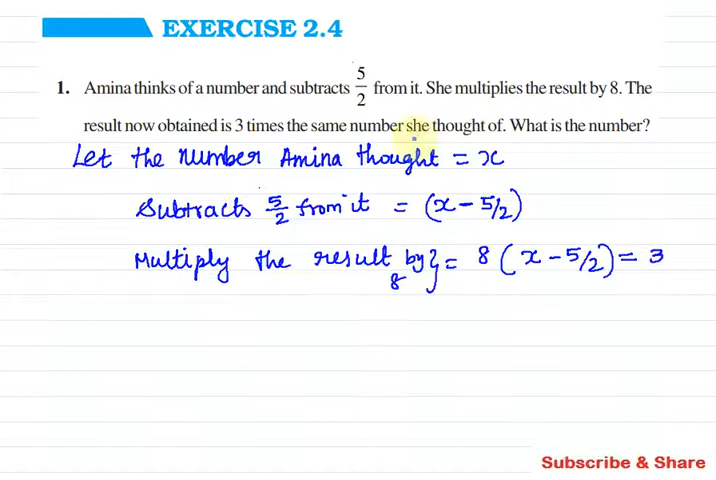 EXERCISE 2.4
1. Amina thinks of a number and subtracts 5/2 from it. She multiplies the result by 8. The
result now obtained is 3 times the same number she thought of. What is the number?
Let the number Amina thought = x
Subtracts 5/2 from it = (x - 5/2)
Multiply the result by 8 } = 8 (x - 5/2) = 3
Subscribe & Share